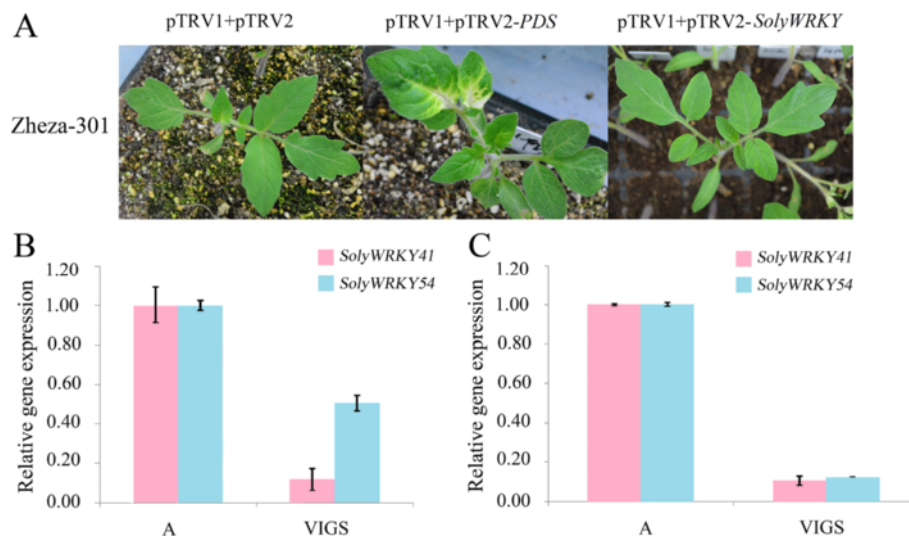 A
pTRV1+pTRV2
pTRV1+pTRV2-PDS
pTRV1+pTRV2-SolyWRKY
Zheza-301
B
SolyWRKY41
SolyWRKY54
Relative gene expression
1.20
1.00
0.80
0.60
0.40
0.20
0.00
A
VIGS
C
SolyWRKY41
SolyWRKY54
Relative gene expression
1.20
1.00
0.80
0.60
0.40
0.20
0.00
A
VIGS